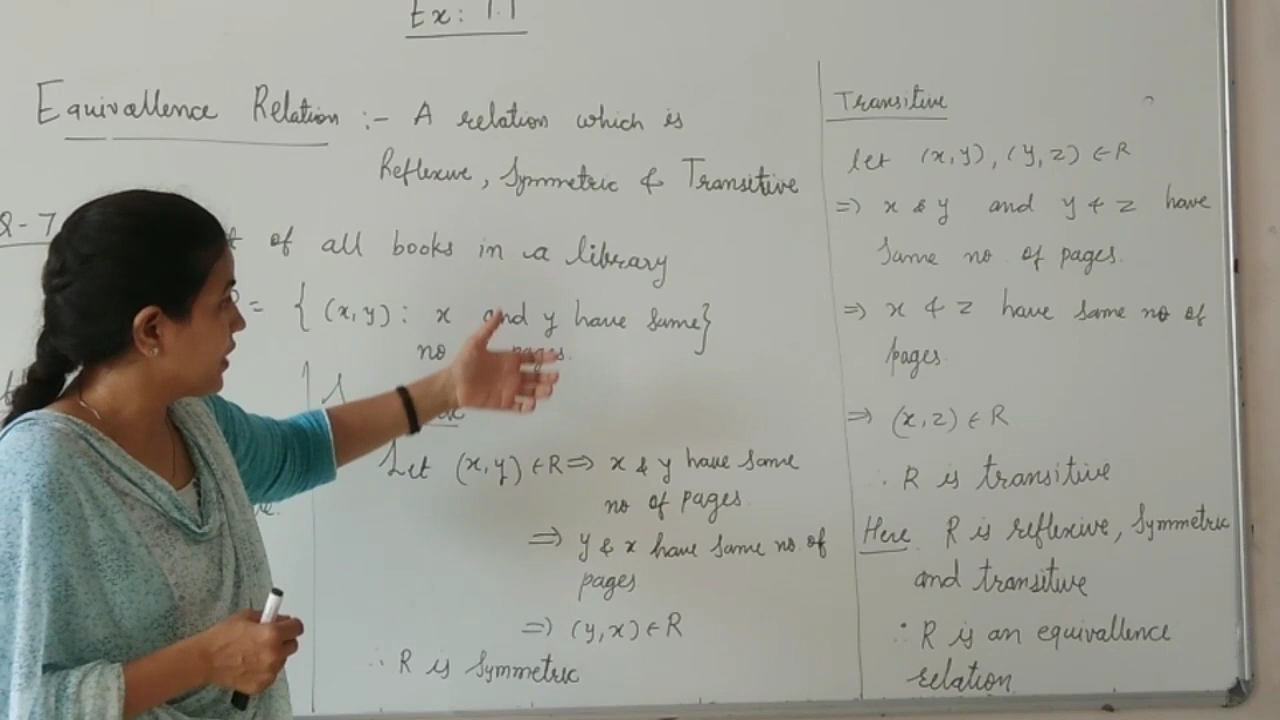 Ex: 1.1
Equivallence Relation :- A relation which is
Reflexive, Symmetric & Transitive
Q-7
of all books in a library
= { (x,y) : x and y have same }
no pages.
Let (x,y) ∈ R => x & y have same
no of pages.
=> y & x have same no. of
pages
=> (y,x) ∈ R
∴ R is Symmetric
Transitive
let (x,y), (y,z) ∈ R
=> x & y and y & z have
same no of pages.
=> x & z have same no of
pages.
=> (x,z) ∈ R
∴ R is transitive
Here R is reflexive, Symmetric
and transitive
∴ R is an equivallence
relation.